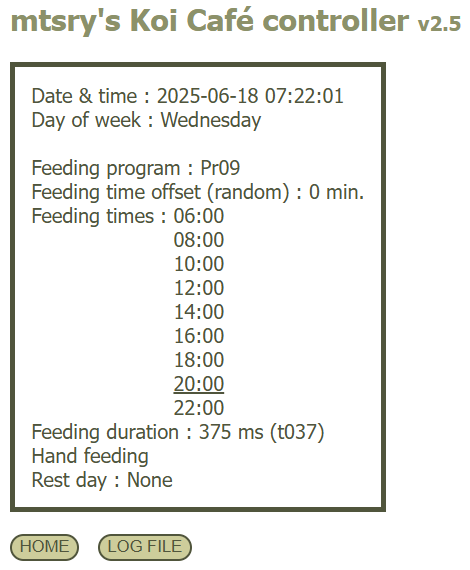 mtsry's Koi Café controller v2.5
Date & time : 2025-06-18 07:22:01
Day of week : Wednesday
Feeding program : Pr09
Feeding time offset (random) : 0 min.
Feeding times : 06:00
08:00
10:00
12:00
14:00
16:00
18:00
20:00
22:00
Feeding duration : 375 ms (t037)
Hand feeding
Rest day : None
HOME LOG FILE